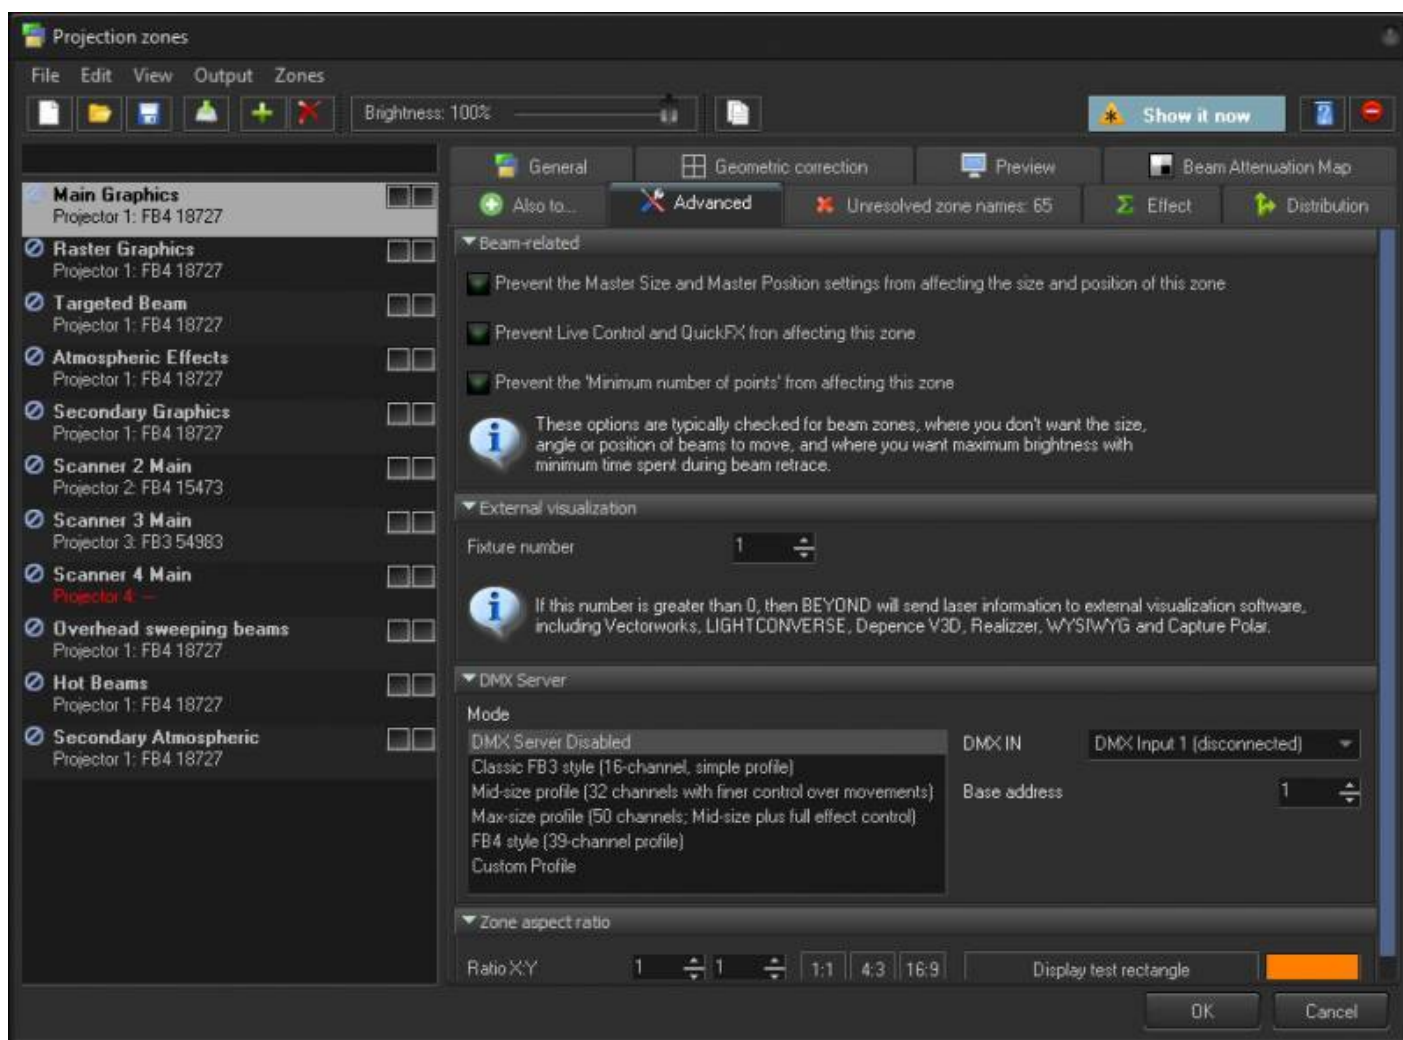 Projection zones
File Edit View Output Zones
Brightness: 100%
Show it now
General Geometric correction Preview Beam Attenuation Map
Also to... Advanced Unresolved zone names: 65 Effect Distribution
Main Graphics
Projector 1: FB4 18727
Raster Graphics
Projector 1: FB4 18727
Targeted Beam
Projector 1: FB4 18727
Atmospheric Effects
Projector 1: FB4 18727
Secondary Graphics
Projector 1: FB4 18727
Scanner 2 Main
Projector 2: FB4 15473
Scanner 3 Main
Projector 3: FB3 54983
Scanner 4 Main
Projector 4: --
Overhead sweeping beams
Projector 1: FB4 18727
Hot Beams
Projector 1: FB4 18727
Secondary Atmospheric
Projector 1: FB4 18727
Beam-related
Prevent the Master Size and Master Position settings from affecting the size and position of this zone
Prevent Live Control and QuickFX fron affecting this zone
Prevent the 'Minimum number of points' from affecting this zone
These options are typically checked for beam zones, where you don't want the size,
angle or position of beams to move, and where you want maximum brightness with
minimum time spent during beam retrace.
External visualization
Fixture number 1
If this number is greater than 0, then BEYOND will send laser information to external visualization software,
including Vectorworks, LIGHTCONVERSE, Depence V3D, Realizzer, WYSIWYG and Capture Polar.
DMX Server
Mode
DMX Server Disabled
Classic FB3 style (16-channel, simple profile)
Mid-size profile (32 channels with finer control over movements)
Max-size profile (50 channels; Mid-size plus full effect control)
FB4 style (39-channel profile)
Custom Profile
DMX IN DMX Input 1 (disconnected)
Base address 1
Zone aspect ratio
Ratio X:Y 1 1 1:1 4:3 16:9 Display test rectangle
OK Cancel